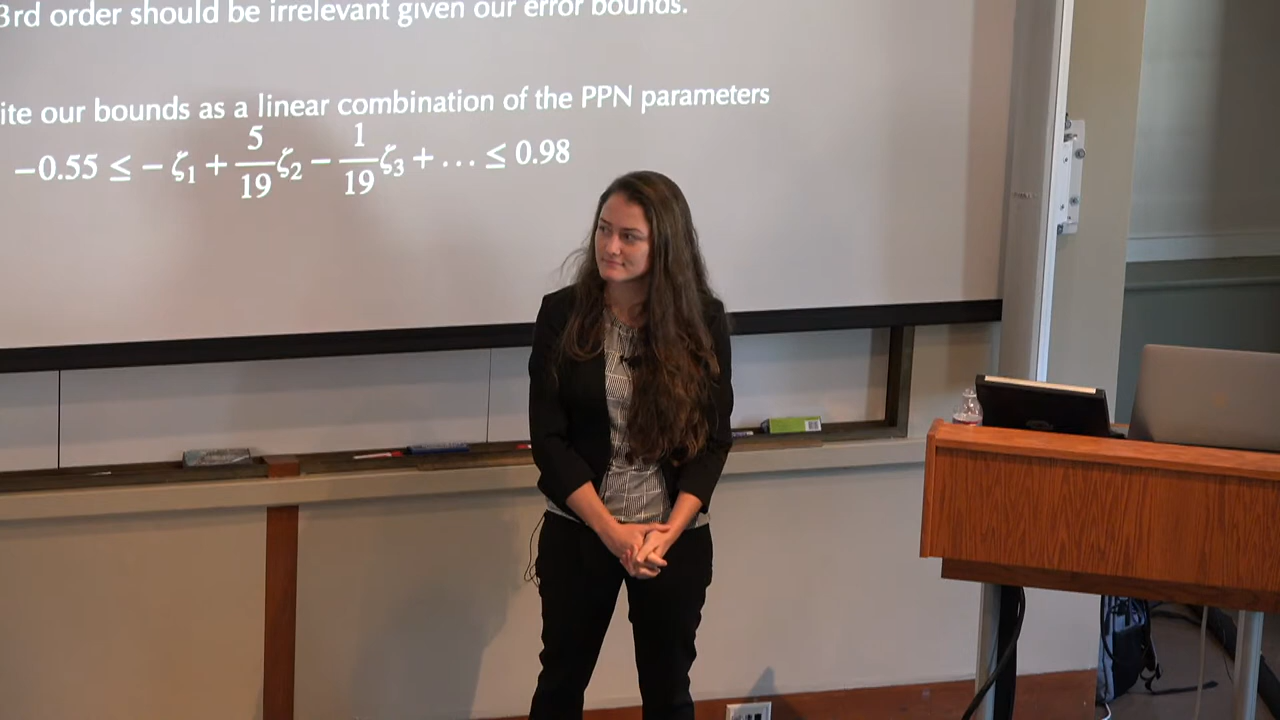 3rd order should be irrelevant given our error bounds.
ite our bounds as a linear combination of the PPN parameters
−0.55 ≤ − ζ₁ + 5/19 ζ₂ − 1/19 ζ₃ + … ≤ 0.98